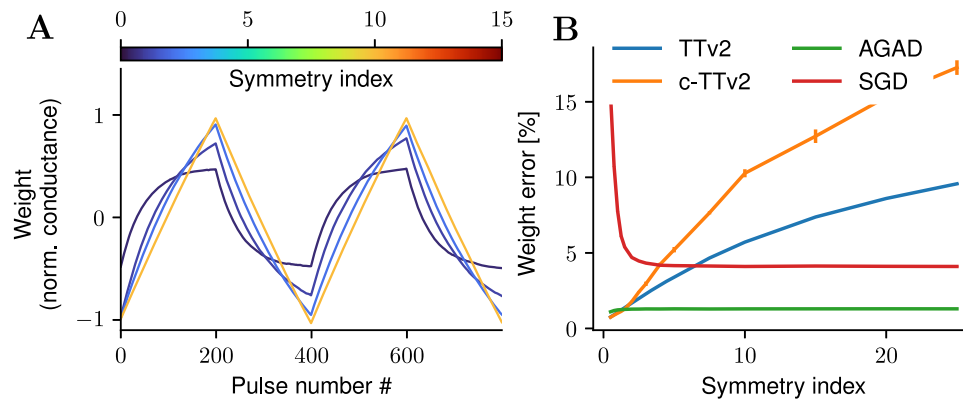 A
0 5 10 15
Symmetry index
Weight
(norm. conductance)
1
0
−1
0 200 400 600
Pulse number #
B
TTv2 AGAD
c-TTv2 SGD
Weight error [%]
15
10
5
0
0 10 20
Symmetry index